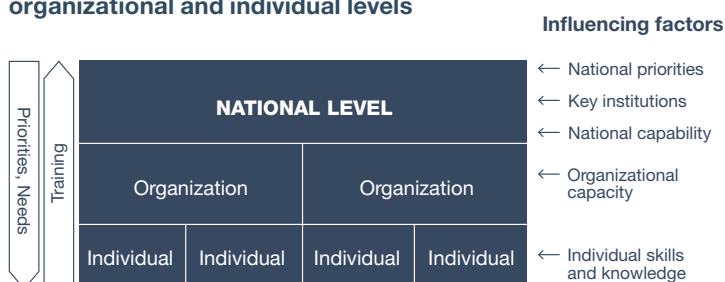 organizational and individual levels
Influencing factors
Priorities, Needs
Training
NATIONAL LEVEL
← National priorities
← Key institutions
← National capability
Organization
Organization
← Organizational
capacity
Individual
Individual
Individual
Individual
← Individual skills
and knowledge